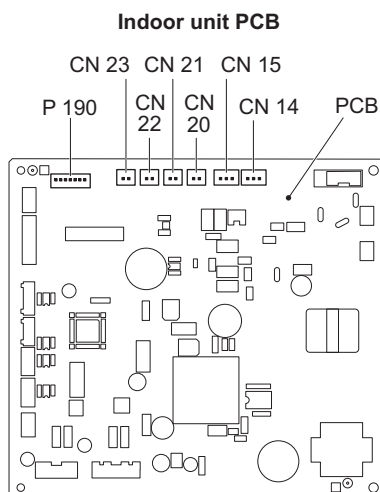 Indoor unit PCB
CN 23 CN 21 CN 15
P 190 CN 22 CN 20 CN 14 PCB